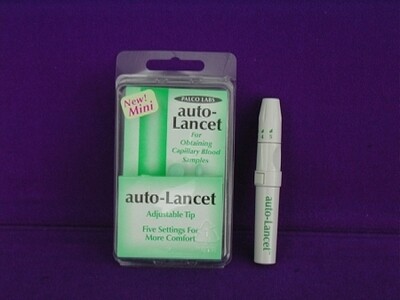 New!
Mini
PALCO LABS
auto-
Lancet
For
Obtaining
Capillary Blood
Samples
auto-Lancet
Adjustable Tip
Five Settings For
More Comfort
auto-Lancet